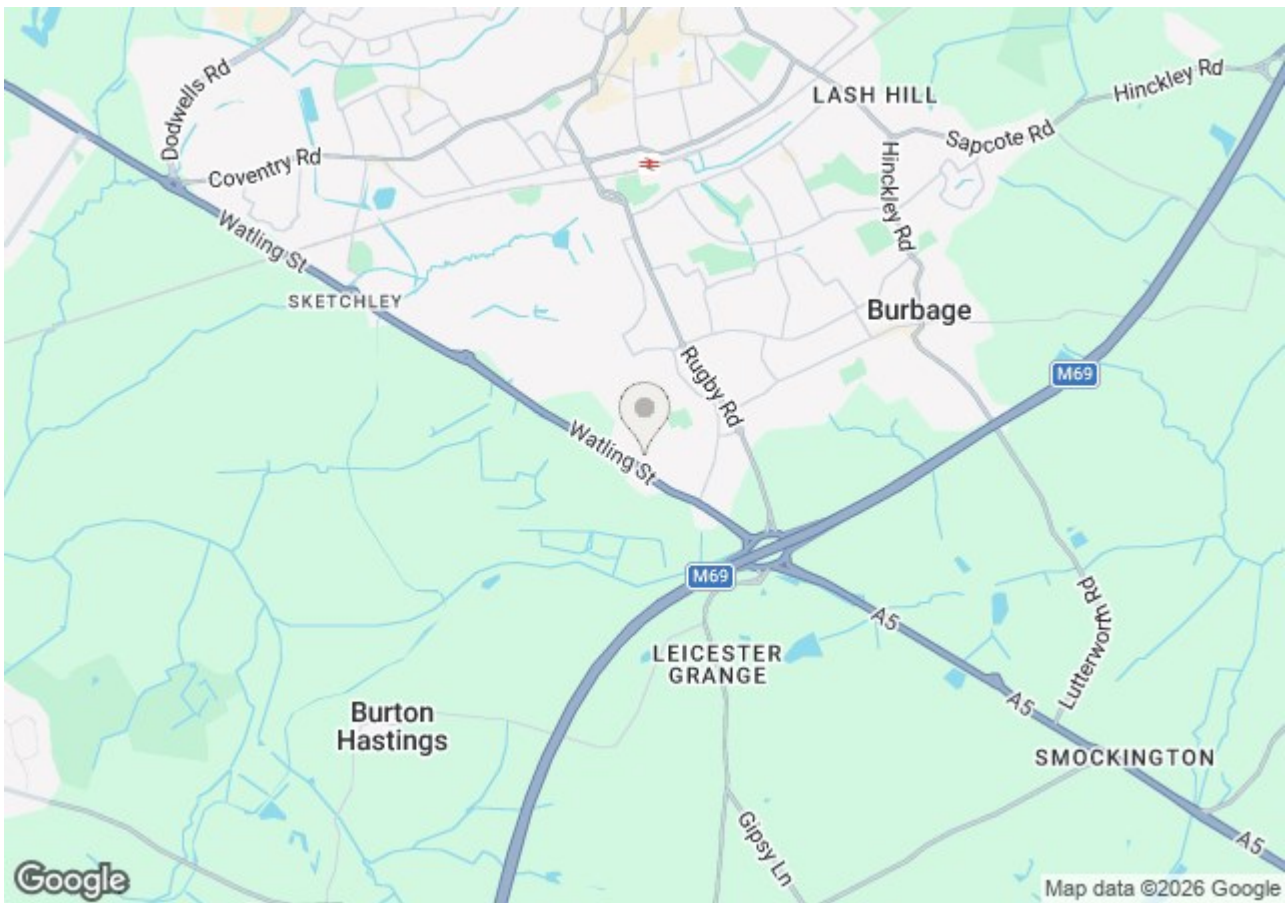 Dodwells Rd
LASH HILL
Hinckley Rd
Sapcote Rd
Coventry Rd
Hinckley Rd
Watling St
SKETCHLEY
Burbage
Rugby Rd
M69
Watling St
M69
A5
Lutterworth Rd
LEICESTER
GRANGE
A5
Burton
Hastings
SMOCKINGTON
Gipsy Ln
A5
Google
Map data ©2026 Google